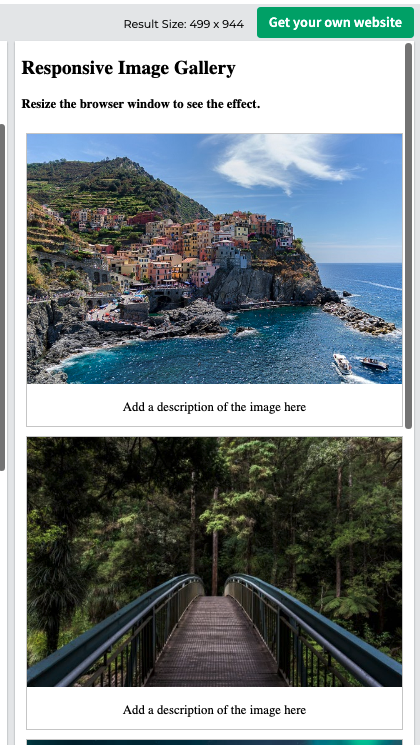 Result Size: 499 x 944
Get your own website
Responsive Image Gallery
Resize the browser window to see the effect.
Add a description of the image here
Add a description of the image here